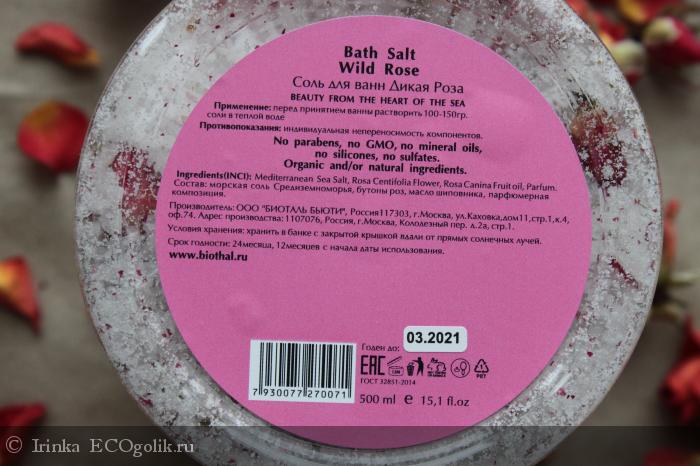 Bath Salt
Wild Rose
Соль для ванн Дикая Роза
BEAUTY FROM THE HEART OF THE SEA
Применение: перед принятием ванны растворить 100-150гр.
соли в теплой воде
Противопоказания: индивидуальная непереносимость компонентов.
No parabens, no GMO, no mineral oils,
no silicones, no sulfates.
Organic and/or natural ingredients.
Ingredients(INCI): Mediterranean Sea Salt, Rosa Centifolia Flower, Rosa Canina Fruit oil, Parfum.
Состав: морская соль Средиземноморья, бутоны роз, масло шиповника, парфюмерная
композиция.
Производитель: ООО "БИОТАЛЬ БЬЮТИ", Россия117303, г.Москва, ул.Каховка,дом11,стр.1,к.4,
оф.74. Адрес производства: 1107076, Россия, г.Москва, Колодезный пер. д.2а, стр.1.
Условия хранения: хранить в банке с закрытой крышкой вдали от прямых солнечных лучей.
Срок годности: 24месяца, 12месяцев с начала даты использования.
www.biothal.ru
Годен до:
03.2021
EAC
ГОСТ 32851-2014
PET
7 930077 270071
500 ml e 15,1 fl.oz
© Irinka ECOgolik.ru